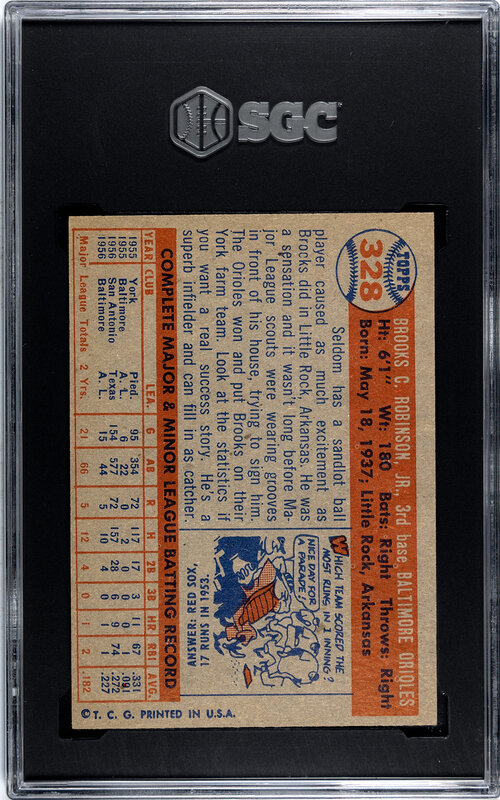 SGC
TOPPS
328
BROOKS C. ROBINSON, JR., 3rd base, BALTIMORE ORIOLES
Ht: 6'1" Wt: 180 Bats: Right Throws: Right
Born: May 18, 1937; Little Rock, Arkansas
Seldom has a sandlot ball
player caused as much excitement as
Brooks did in Little Rock, Arkansas. He was
a sensation and it wasn't long before Ma-
jor League scouts were wearing grooves
in front of his house, trying to sign him.
The Orioles won and put Brooks on their
York farm team. Look at the statistics if
you want a real success story. He's a
superb infielder and can fill in as catcher.
WHICH TEAM SCORED THE
MOST RUNS IN 1 INNING?
NICE DAY FOR
A PARADE!
ANSWER: RED SOX.
17 RUNS IN 1953.
COMPLETE MAJOR & MINOR LEAGUE BATTING RECORD
YEAR CLUB LEA. G AB R H 2B 3B HR RBI AVG.
1955 York Pied. 95 354 72 117 17 3 11 67 .331
1955 Baltimore A. L. 6 22 0 2 0 0 0 1 .091
1956 San Antonio Texas 154 577 72 157 28 6 9 74 .272
1956 Baltimore A. L. 15 44 5 10 4 0 1 1 .227
Major League Totals 2 Yrs. 21 66 5 12 4 0 1 2 .182
© T. C. G. PRINTED IN U.S.A.